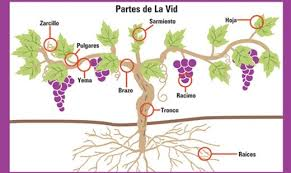 Partes de La Vid
Zarcillo
Sarmiento
Hoja
Pulgares
Yema
Brazo
Racimo
Tronco
Raíces